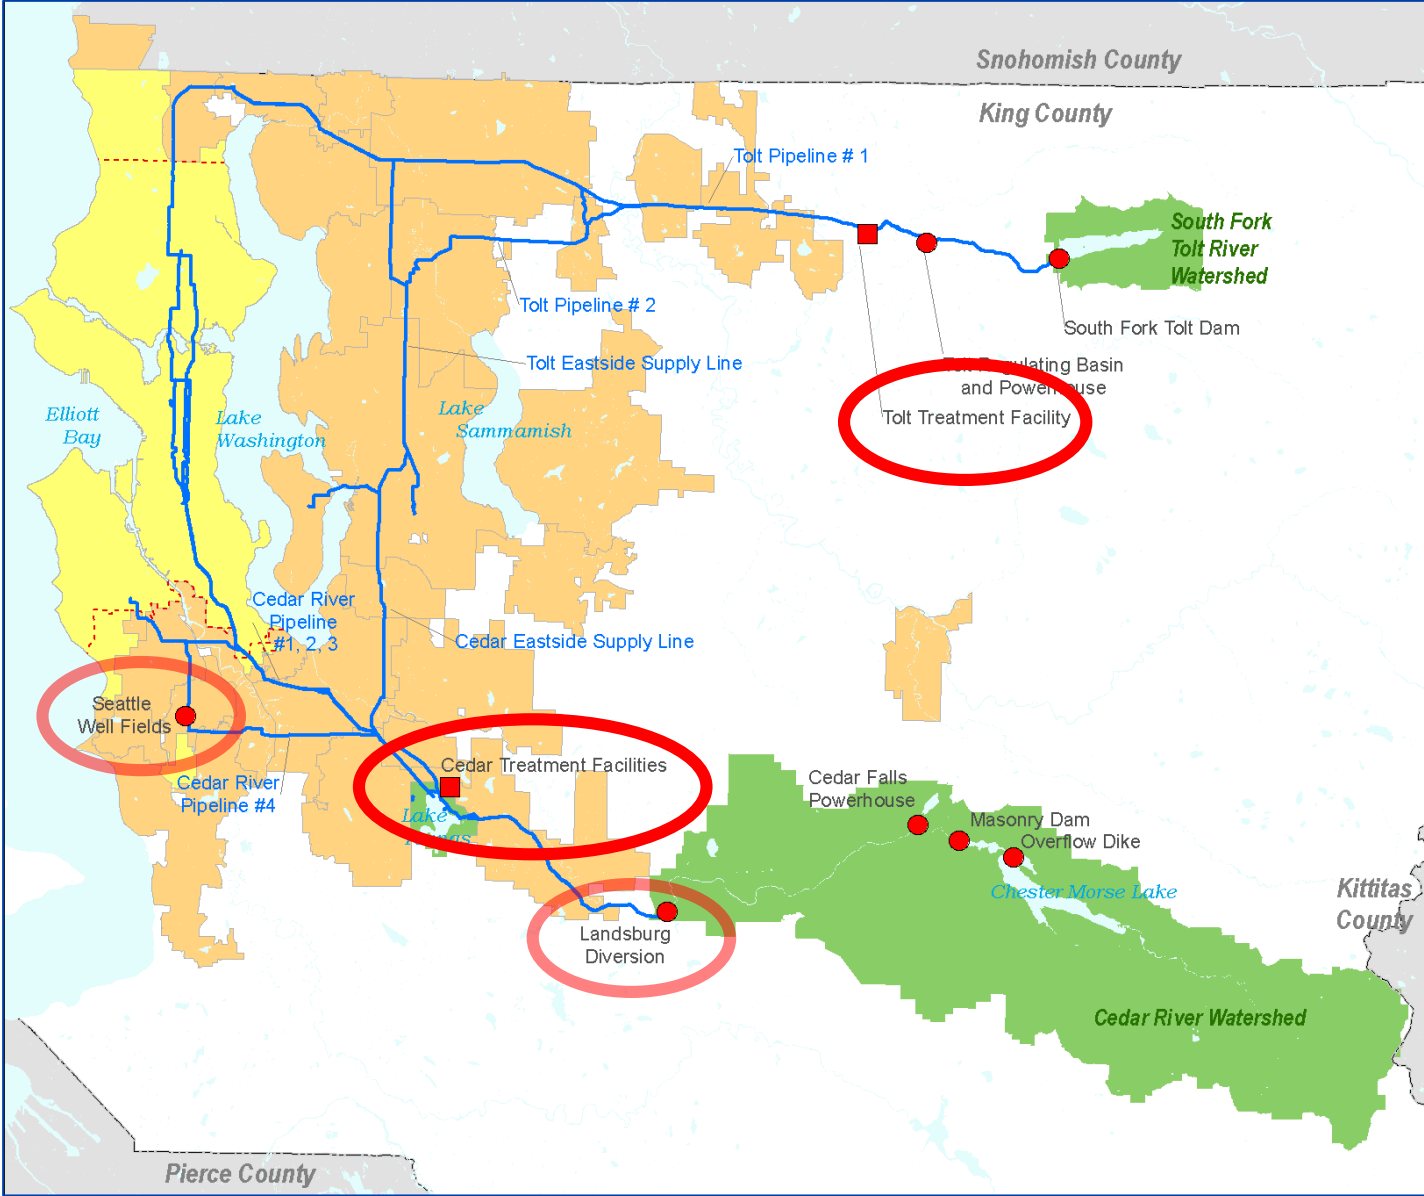 Snohomish County
King County
Tolt Pipeline # 1
South Fork
Tolt River
Watershed
Tolt Pipeline # 2
South Fork Tolt Dam
Tolt Eastside Supply Line
Regulating Basin
and Powerhouse
Tolt Treatment Facility
Elliott
Bay
Lake
Washington
Lake
Sammamish
Cedar River
Pipeline
#1, 2, 3
Cedar Eastside Supply Line
Seattle
Well Fields
Cedar River
Pipeline #4
Cedar Treatment Facilities
Lake
Cedar Falls
Powerhouse
Masonry Dam
Overflow Dike
Chester Morse Lake
Kittitas
County
Landsburg
Diversion
Cedar River Watershed
Pierce County